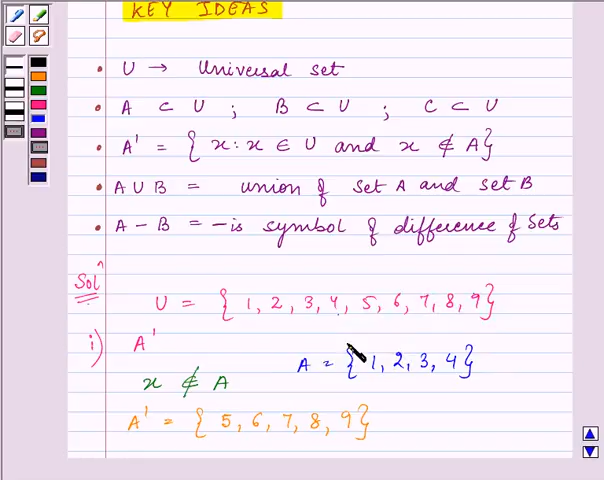 KEY IDEAS
• U → Universal set
• A ⊂ U ; B ⊂ U ; C ⊂ U
• A' = { x : x ∈ U and x ∉ A}
• A ∪ B = union of set A and set B
• A - B = - is symbol of difference of Sets
Solⁿ
U = { 1, 2, 3, 4, 5, 6, 7, 8, 9}
i) A'
A = { 1, 2, 3, 4}
x ∉ A
A' = { 5, 6, 7, 8, 9}